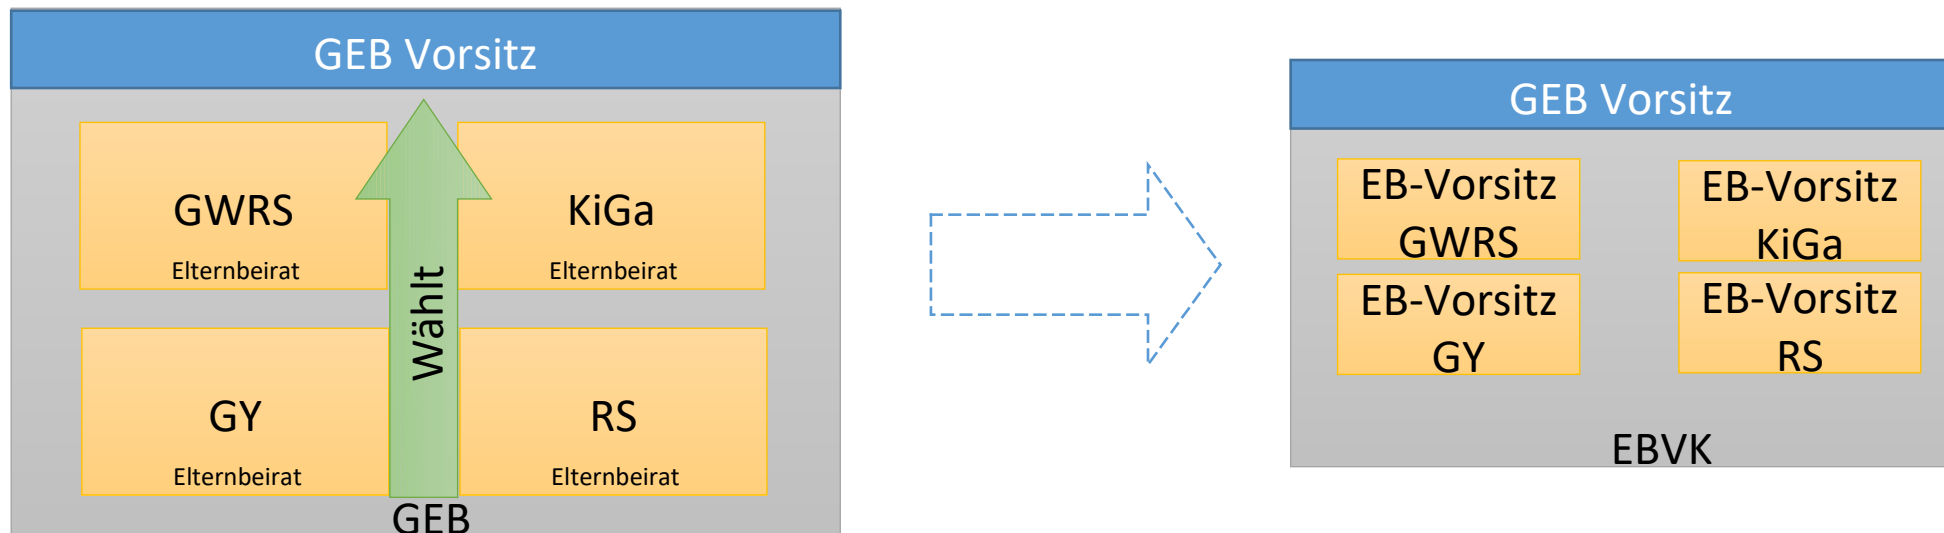 GEB Vorsitz
GWRS
Elternbeirat
KiGa
Elternbeirat
Wählt
GY
Elternbeirat
RS
Elternbeirat
GEB
GEB Vorsitz
EB-Vorsitz
GWRS
EB-Vorsitz
KiGa
EB-Vorsitz
GY
EB-Vorsitz
RS
EBVK